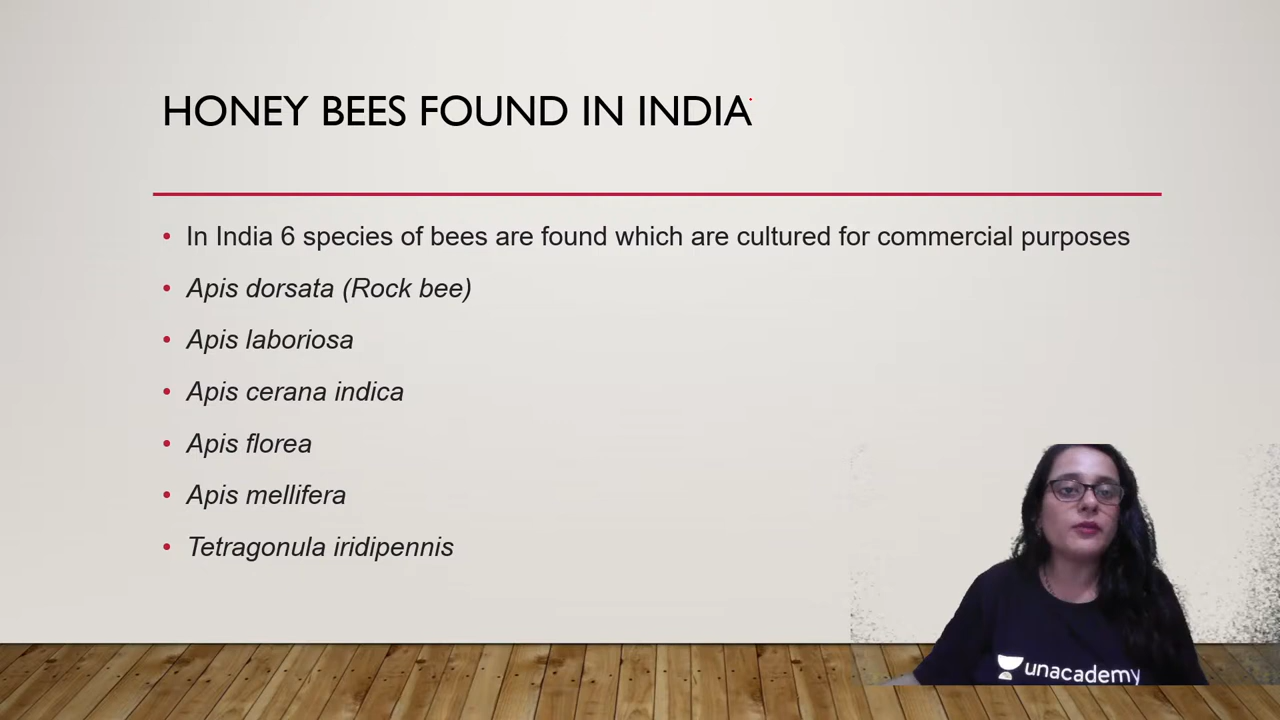 HONEY BEES FOUND IN INDIA
• In India 6 species of bees are found which are cultured for commercial purposes
• Apis dorsata (Rock bee)
• Apis laboriosa
• Apis cerana indica
• Apis florea
• Apis mellifera
• Tetragonula iridipennis
unacademy